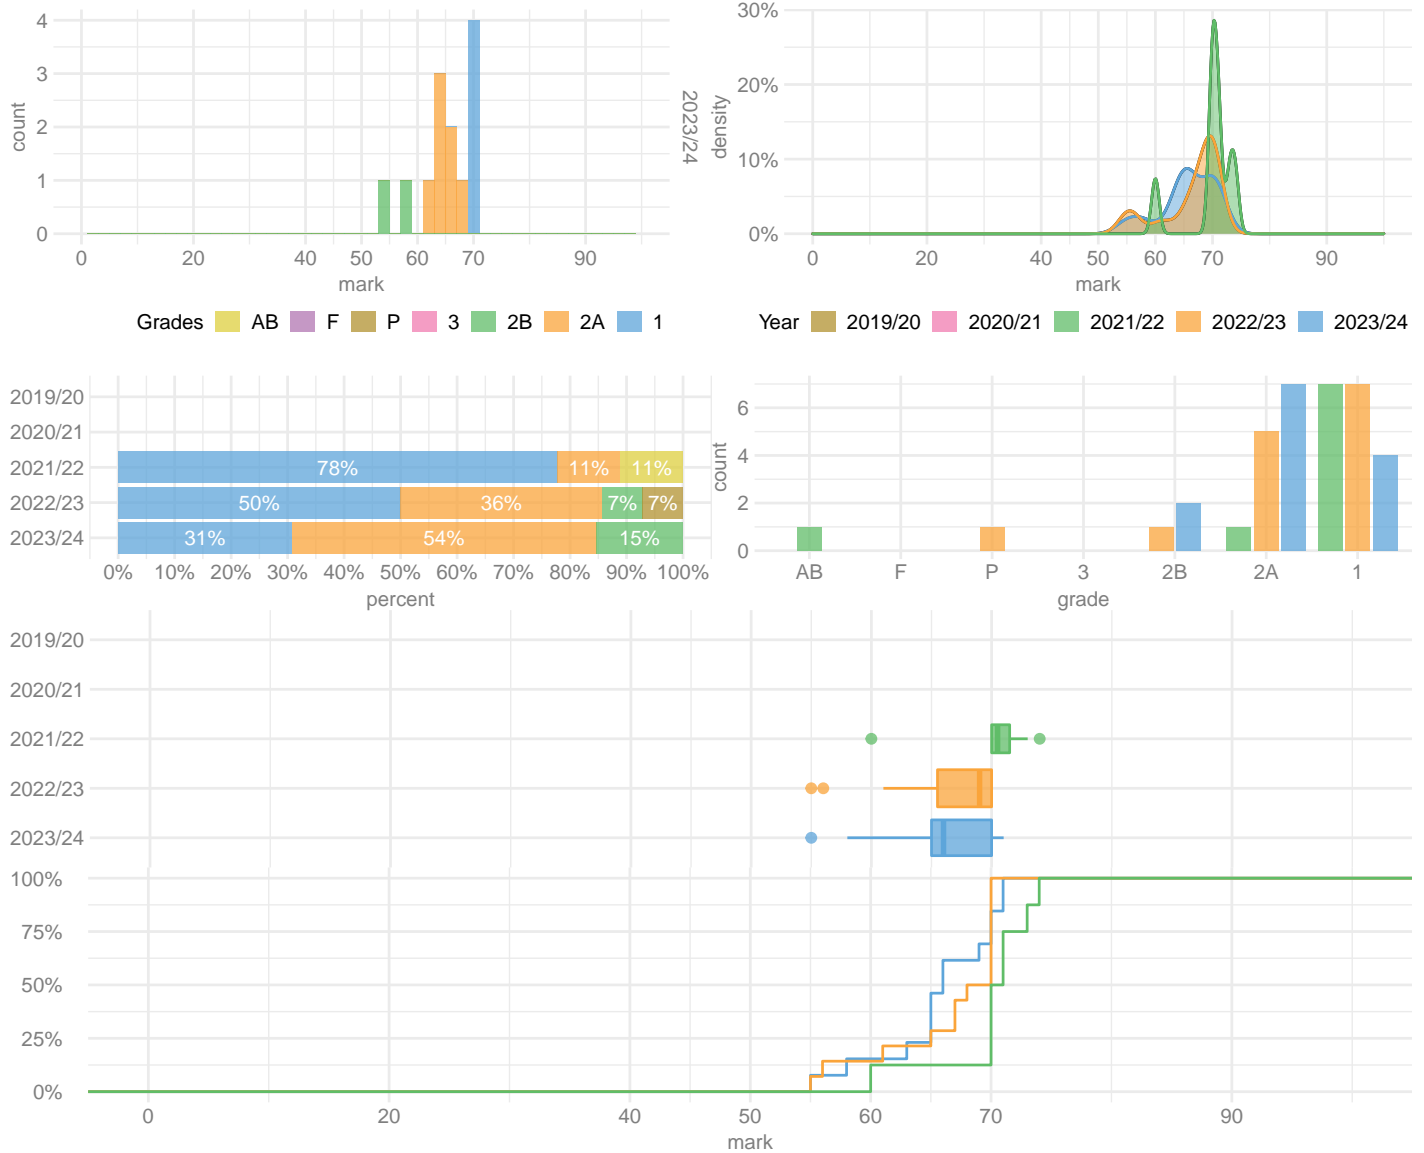 4
3
2
1
0
count
0 20 40 50 60 70 90
mark
2023/24
30%
20%
10%
0%
density
0 20 40 50 60 70 90
mark
Grades AB F P 3 2B 2A 1
Year 2019/20 2020/21 2021/22 2022/23 2023/24
2019/20
2020/21
2021/22 78% 11% 11%
2022/23 50% 36% 7% 7%
2023/24 31% 54% 15%
0% 10% 20% 30% 40% 50% 60% 70% 80% 90% 100%
percent
6
4
2
0
count
AB F P 3 2B 2A 1
grade
2019/20
2020/21
2021/22
2022/23
2023/24
100%
75%
50%
25%
0%
0 20 40 50 60 70 90
mark